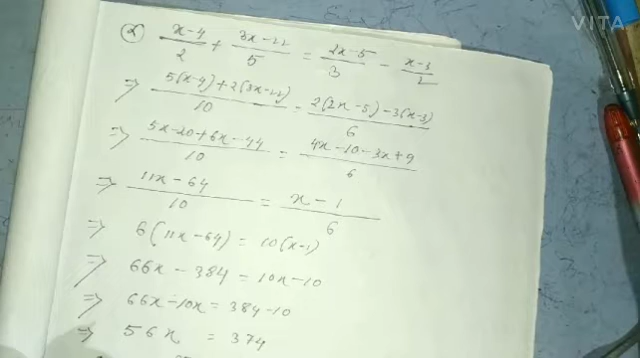 VITA
(x) (x-4)/2 + (3x-22)/5 = (2x-5)/3 - (x-3)/2
⇒ (5(x-4)+2(3x-22))/10 = (2(2x-5)-3(x-3))/6
⇒ (5x-20+6x-44)/10 = (4x-10-3x+9)/6
⇒ (11x-64)/10 = (x-1)/6
⇒ 6(11x-64) = 10(x-1)
⇒ 66x - 384 = 10x-10
⇒ 66x-10x = 384-10
⇒ 56x = 374